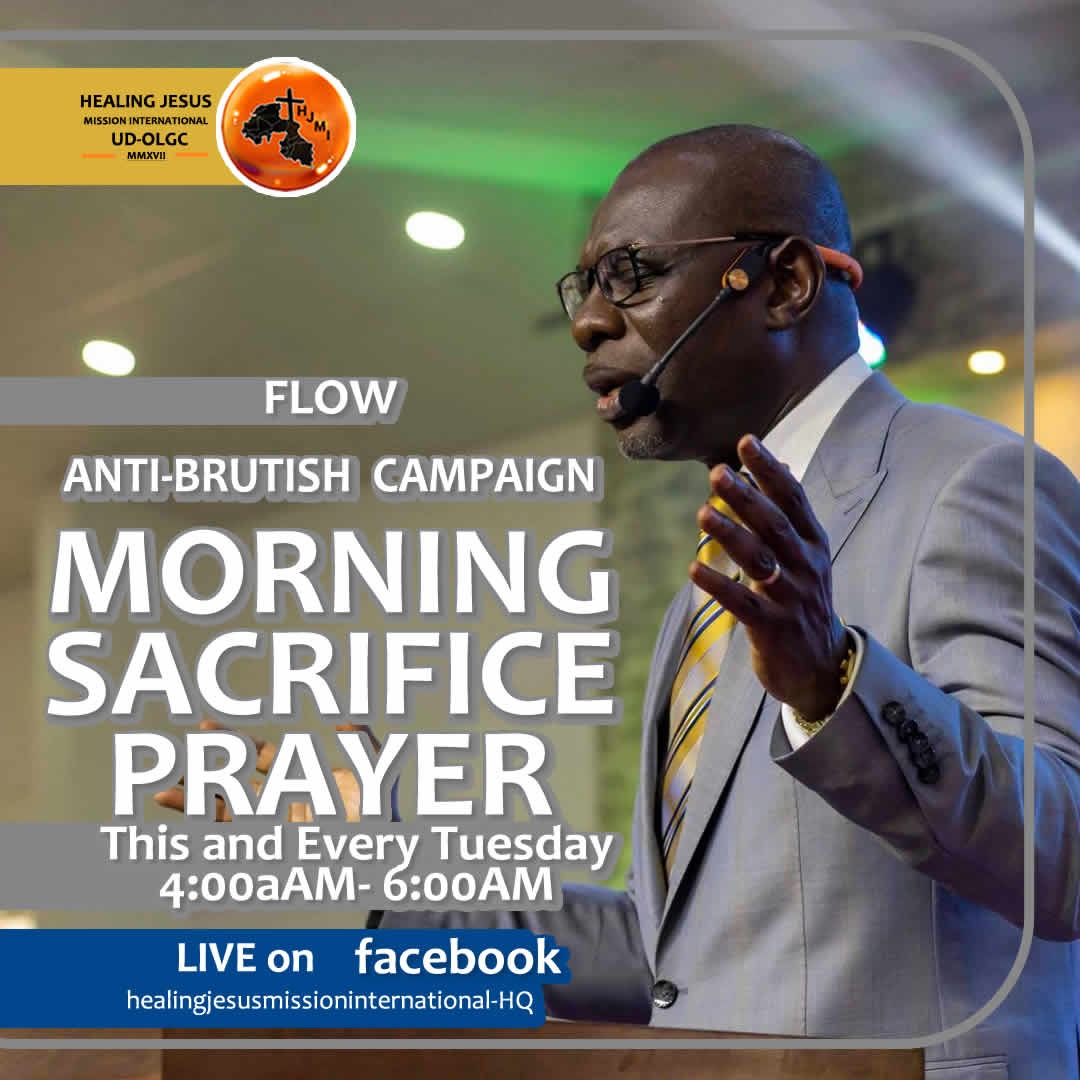 HEALING JESUS
MISSION INTERNATIONAL
UD-OLGC
MMXVII
HJMI
FLOW
ANTI-BRUTISH CAMPAIGN
MORNING
SACRIFICE
PRAYER
This and Every Tuesday
4:00aAM- 6:00AM
LIVE on facebook
healingjesusmissioninternational-HQ